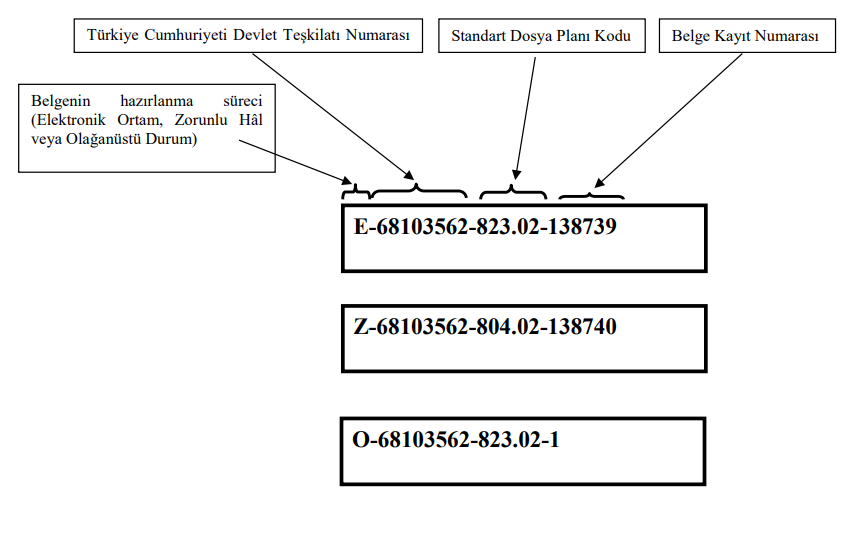 Türkiye Cumhuriyeti Devlet Teşkilatı Numarası
Standart Dosya Planı Kodu
Belge Kayıt Numarası
Belgenin hazırlanma süreci
(Elektronik Ortam, Zorunlu Hâl
veya Olağanüstü Durum)
E-68103562-823.02-138739
Z-68103562-804.02-138740
O-68103562-823.02-1